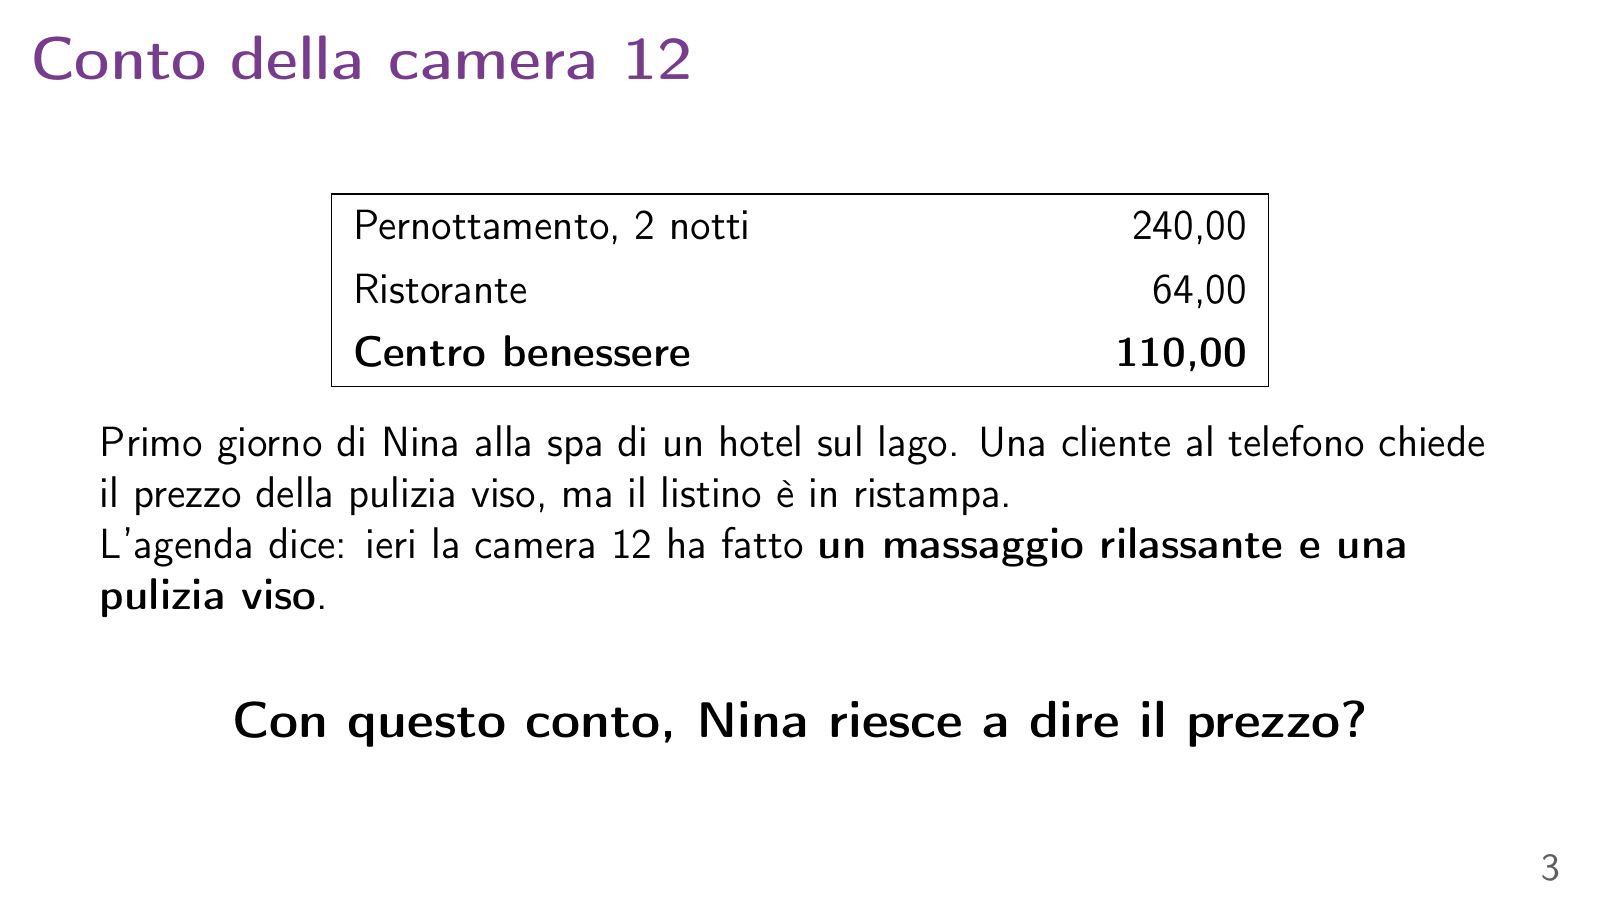 Conto della camera 12
Pernottamento, 2 notti 240,00
Ristorante 64,00
Centro benessere 110,00
Primo giorno di Nina alla spa di un hotel sul lago. Una cliente al telefono chiede
il prezzo della pulizia viso, ma il listino è in ristampa.
L'agenda dice: ieri la camera 12 ha fatto un massaggio rilassante e una
pulizia viso.
Con questo conto, Nina riesce a dire il prezzo?
3